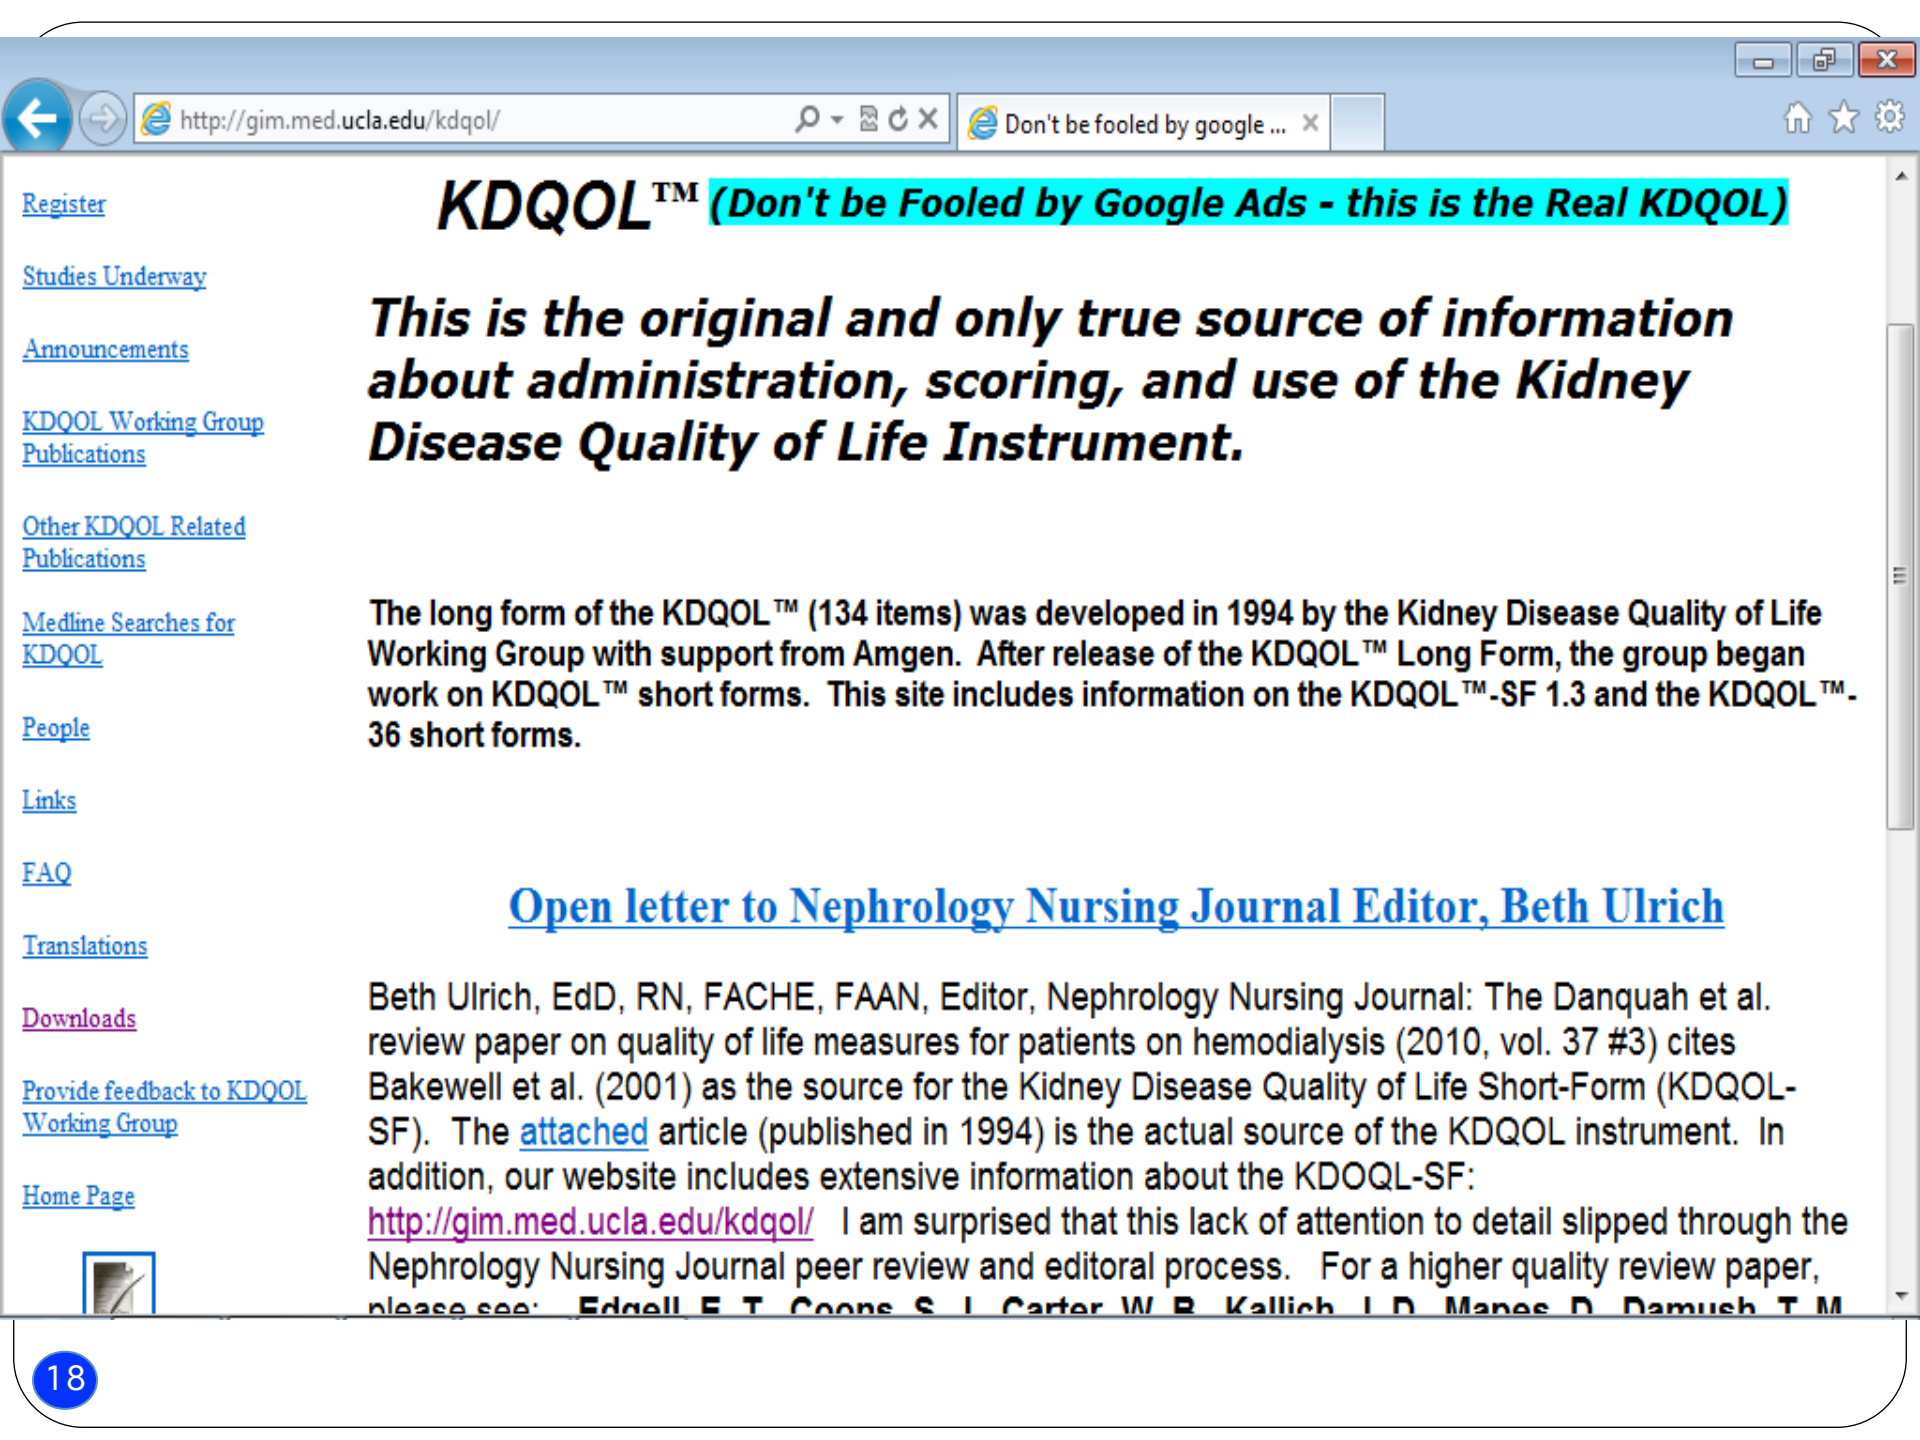 http://gim.med.ucla.edu/kdqol/
Don't be fooled by google ...
Register
Studies Underway
Announcements
KDQOL Working Group
Publications
Other KDQOL Related
Publications
Medline Searches for
KDQOL
People
Links
FAQ
Translations
Downloads
Provide feedback to KDQOL
Working Group
Home Page
KDQOL™ (Don't be Fooled by Google Ads - this is the Real KDQOL)
This is the original and only true source of information
about administration, scoring, and use of the Kidney
Disease Quality of Life Instrument.
The long form of the KDQOL™ (134 items) was developed in 1994 by the Kidney Disease Quality of Life
Working Group with support from Amgen. After release of the KDQOL™ Long Form, the group began
work on KDQOL™ short forms. This site includes information on the KDQOL™-SF 1.3 and the KDQOL™-
36 short forms.
Open letter to Nephrology Nursing Journal Editor, Beth Ulrich
Beth Ulrich, EdD, RN, FACHE, FAAN, Editor, Nephrology Nursing Journal: The Danquah et al.
review paper on quality of life measures for patients on hemodialysis (2010, vol. 37 #3) cites
Bakewell et al. (2001) as the source for the Kidney Disease Quality of Life Short-Form (KDQOL-
SF). The attached article (published in 1994) is the actual source of the KDQOL instrument. In
addition, our website includes extensive information about the KDOQL-SF:
http://gim.med.ucla.edu/kdqol/ I am surprised that this lack of attention to detail slipped through the
Nephrology Nursing Journal peer review and editoral process. For a higher quality review paper,
please see: Edgell, E. T., Coons, S. J., Carter, W. B., Kallich, J. D., Mapes, D., Damush, T. M.
18